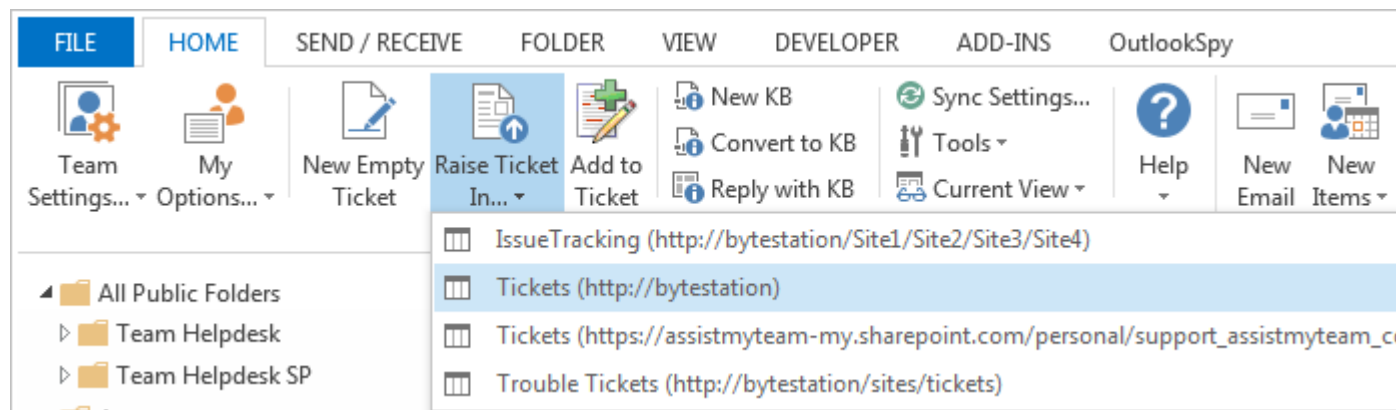 FILE HOME SEND / RECEIVE FOLDER VIEW DEVELOPER ADD-INS OutlookSpy
Team Settings...
My Options...
New Empty Ticket
Raise Ticket In...
Add to Ticket
New KB
Convert to KB
Reply with KB
Sync Settings...
Tools
Current View
Help
New Email
New Items
IssueTracking (http://bytestation/Site1/Site2/Site3/Site4)
Tickets (http://bytestation)
Tickets (https://assistmyteam-my.sharepoint.com/personal/support_assistmyteam_c
Trouble Tickets (http://bytestation/sites/tickets)
All Public Folders
Team Helpdesk
Team Helpdesk SP